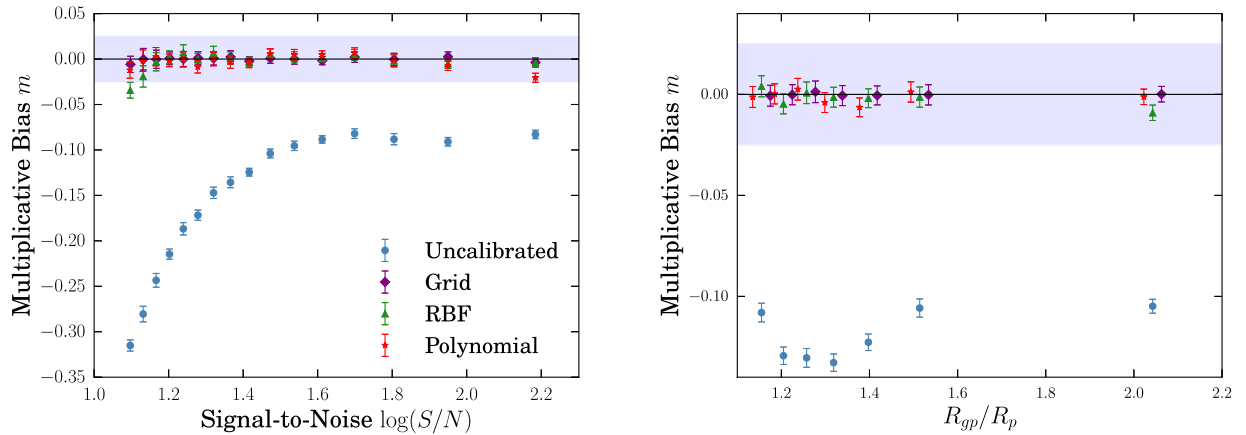 0.05
0.00
−0.05
−0.10
−0.15
−0.20
−0.25
−0.30
−0.35
1.0 1.2 1.4 1.6 1.8 2.0 2.2
Multiplicative Bias m
Signal-to-Noise log(S/N)
Uncalibrated
Grid
RBF
Polynomial
0.00
−0.05
−0.10
1.2 1.4 1.6 1.8 2.0 2.2
Multiplicative Bias m
R_{gp}/R_p